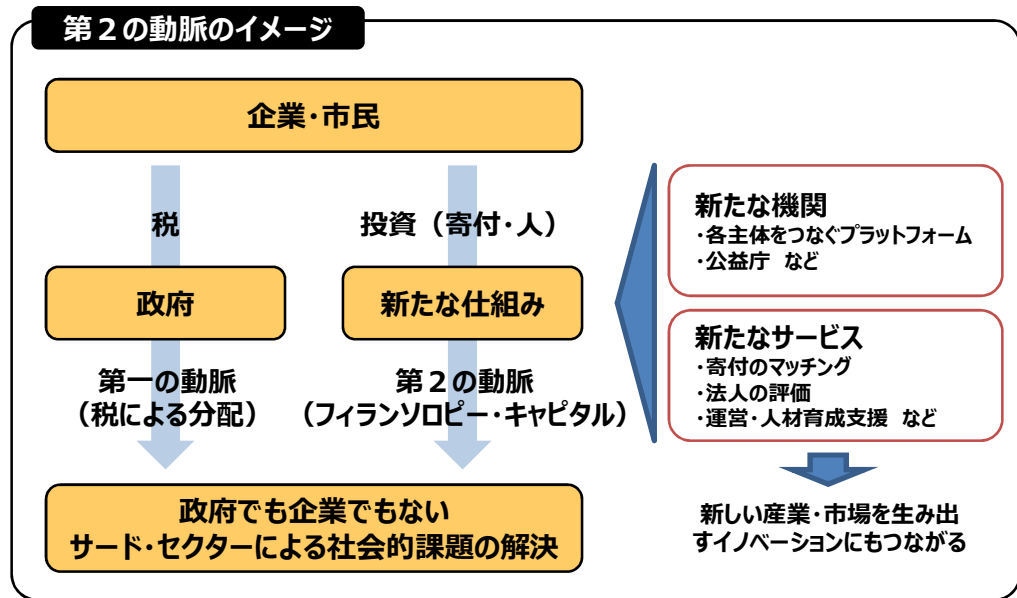 第２の動脈のイメージ
企業・市民
税
投資（寄付・人）
政府
新たな仕組み
第一の動脈
（税による分配）
第２の動脈
（フィランソロピー・キャピタル）
政府でも企業でもない
サード・セクターによる社会的課題の解決
新たな機関
・各主体をつなぐプラットフォーム
・公益庁 など
新たなサービス
・寄付のマッチング
・法人の評価
・運営・人材育成支援 など
新しい産業・市場を生み出
すイノベーションにもつながる